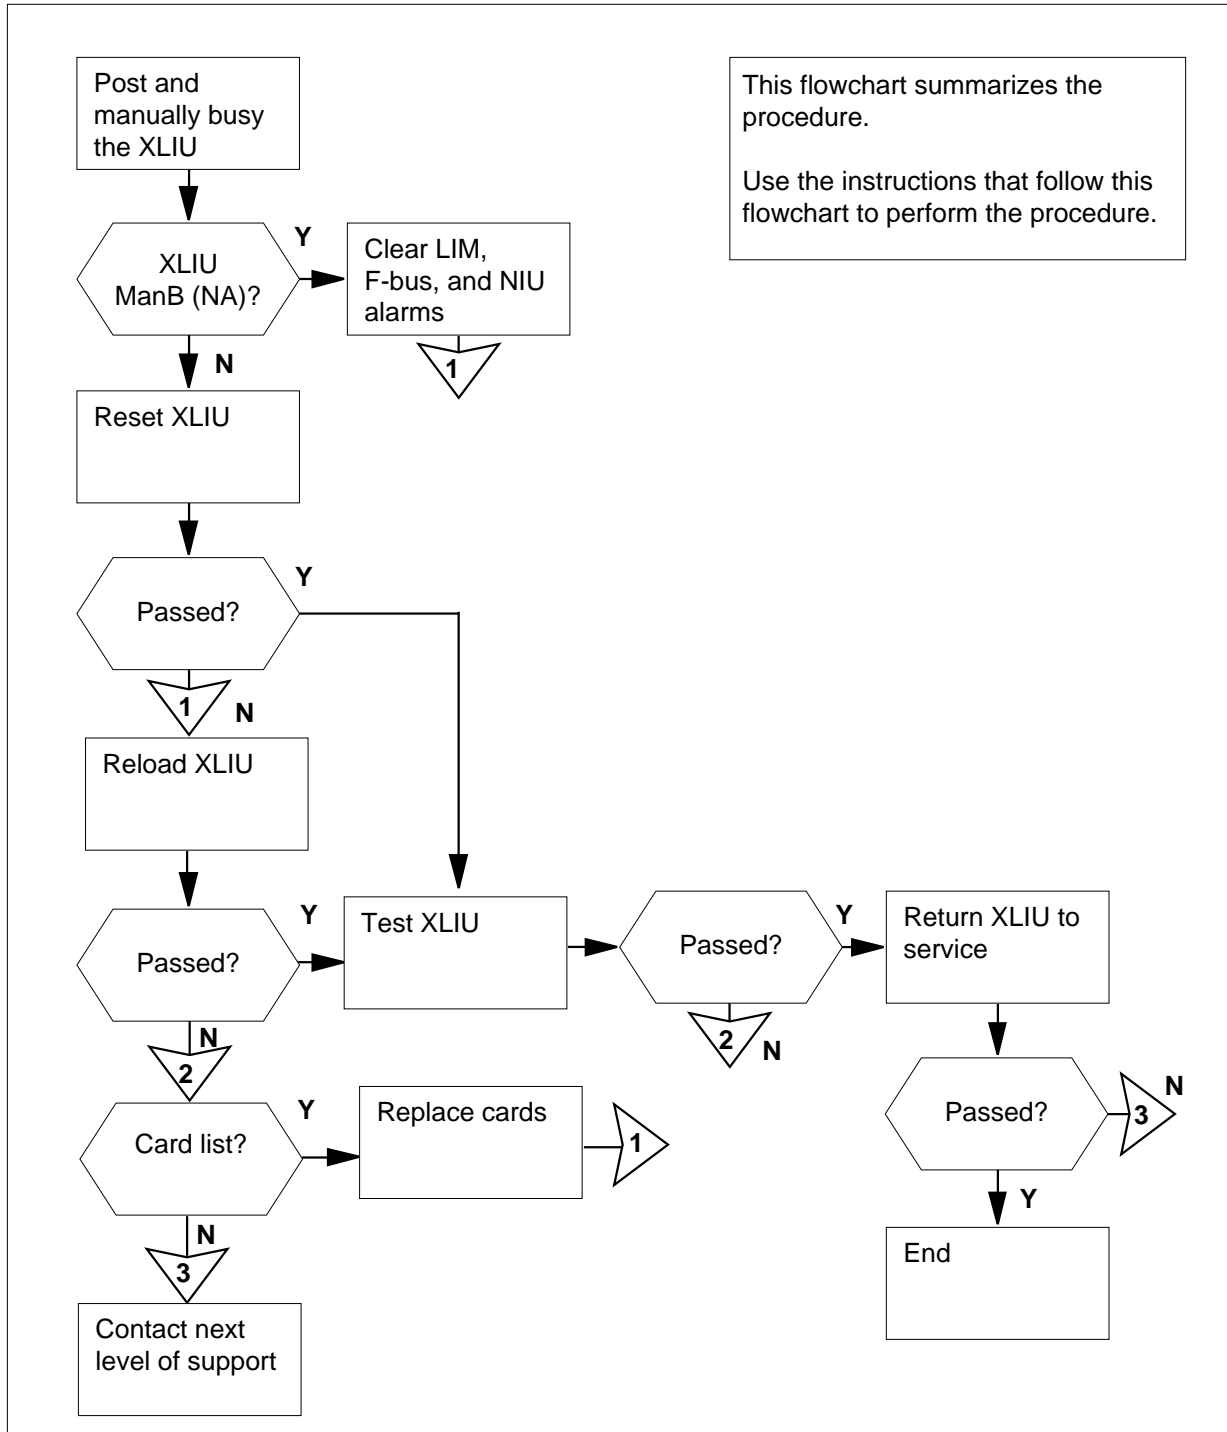 Post and
manually busy
the XLIU
This flowchart summarizes the
procedure.
Use the instructions that follow this
flowchart to perform the procedure.
XLIU
ManB (NA)?
Y
Clear LIM,
F-bus, and NIU
alarms
1
N
Reset XLIU
Passed?
Y
1
N
Reload XLIU
Passed?
Y
Test XLIU
Passed?
Y
Return XLIU to
service
N
2
2
N
Passed?
N
3
Y
End
Card list?
Y
Replace cards
1
N
3
Contact next
level of support